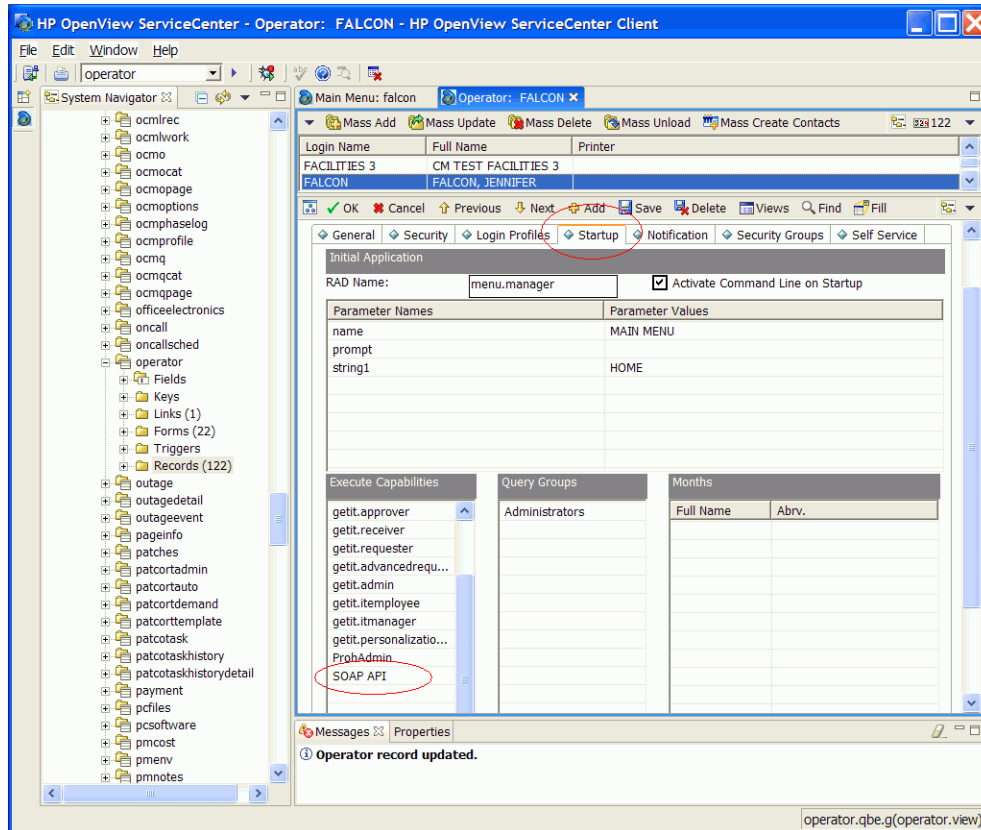 HP OpenView ServiceCenter - Operator: FALCON - HP OpenView ServiceCenter Client
File Edit Window Help
operator
System Navigator
Main Menu: falcon Operator: FALCON
Mass Add Mass Update Mass Delete Mass Unload Mass Create Contacts 122
Login Name Full Name Printer
FACILITIES 3 CM TEST FACILITIES 3
FALCON FALCON, JENNIFER
OK Cancel Previous Next Add Save Delete Views Find Fill
General Security Login Profiles Startup Notification Security Groups Self Service
Initial Application
RAD Name: menu.manager Activate Command Line on Startup
Parameter Names Parameter Values
name MAIN MENU
prompt
string1 HOME
Execute Capabilities Query Groups Months
getit.approver Administrators Full Name Abrv.
getit.receiver
getit.requester
getit.advancedrequ...
getit.admin
getit.itemployee
getit.itmanager
getit.personalizatio...
ProbAdmin
SOAP API
ocmlrec
ocmlwork
ocmo
ocmocat
ocmopage
ocmoptions
ocmphaselog
ocmprofile
ocmq
ocmqcat
ocmqpage
officeelectronics
oncall
oncallsched
operator
Fields
Keys
Links (1)
Forms (22)
Triggers
Records (122)
outage
outagedetail
outageevent
pageinfo
patches
patcortadmin
patcortauto
patcortdemand
patcorttemplate
patcotask
patcotaskhistory
patcotaskhistorydetail
payment
pcfiles
pcsoftware
pmcost
pmenv
pmnotes
Messages Properties
Operator record updated.
operator.qbe.g(operator.view)